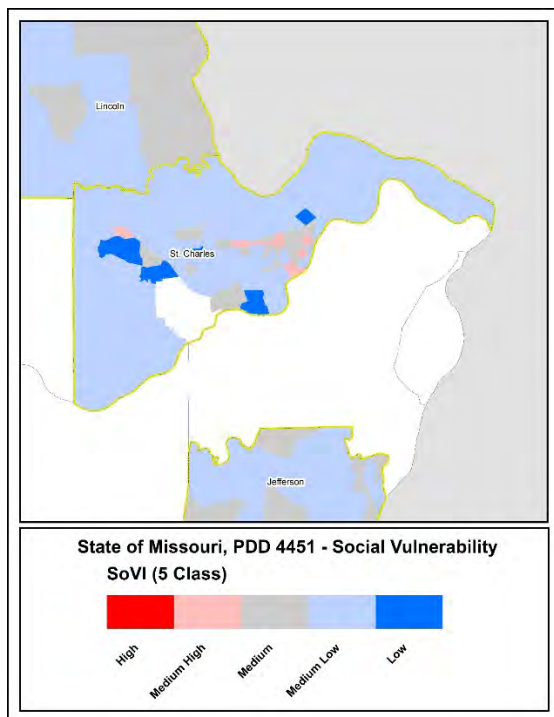 Lincoln
St. Charles
Jefferson
State of Missouri, PDD 4451 - Social Vulnerability
SoVI (5 Class)
High
Medium High
Medium
Medium Low
Low